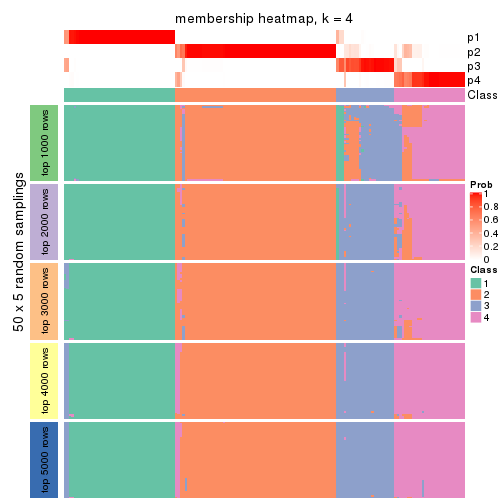 membership heatmap, k = 4
p1
p2
p3
p4
Class
50 x 5 random samplings
top 1000 rows
top 2000 rows
top 3000 rows
top 4000 rows
top 5000 rows
Prob
1
0.8
0.6
0.4
0.2
0
Class
1
2
3
4